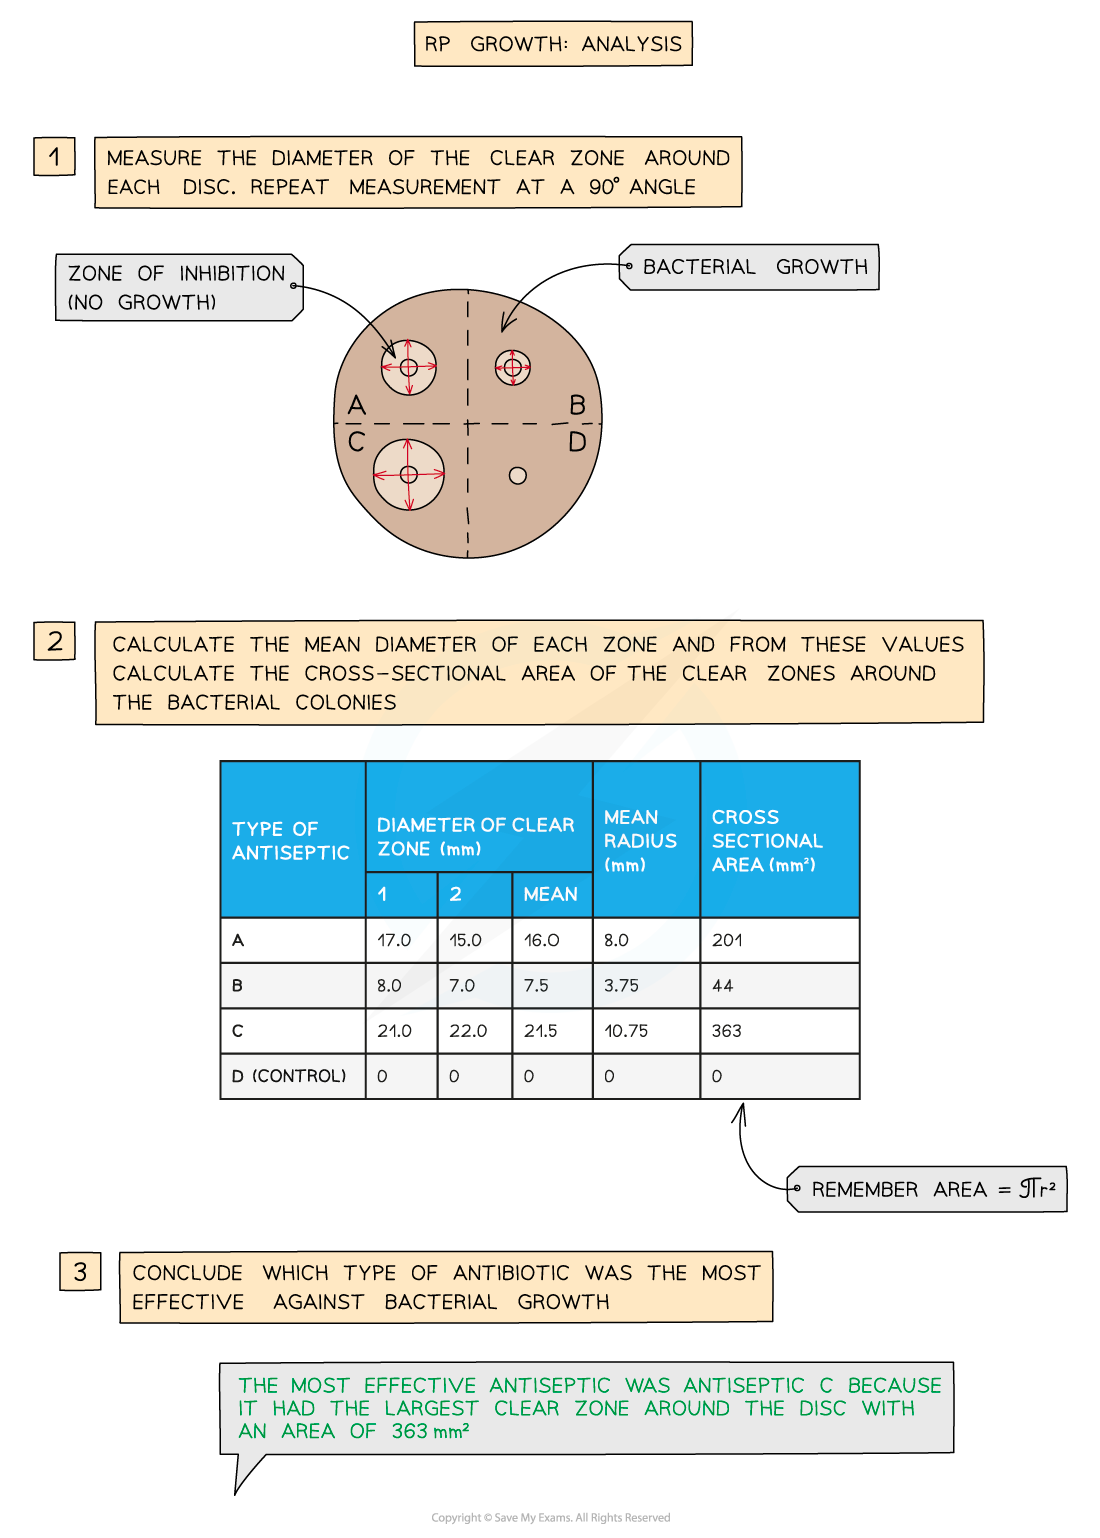 RP GROWTH: ANALYSIS
1
MEASURE THE DIAMETER OF THE CLEAR ZONE AROUND
EACH DISC. REPEAT MEASUREMENT AT A 90° ANGLE
ZONE OF INHIBITION
(NO GROWTH)
BACTERIAL GROWTH
A
B
C
D
2
CALCULATE THE MEAN DIAMETER OF EACH ZONE AND FROM THESE VALUES
CALCULATE THE CROSS-SECTIONAL AREA OF THE CLEAR ZONES AROUND
THE BACTERIAL COLONIES
TYPE OF
ANTISEPTIC
DIAMETER OF CLEAR
ZONE (mm)
MEAN
RADIUS
(mm)
CROSS
SECTIONAL
AREA (mm²)
1 2 MEAN
A 17.0 15.0 16.0 8.0 201
B 8.0 7.0 7.5 3.75 44
C 21.0 22.0 21.5 10.75 363
D (CONTROL) 0 0 0 0 0
REMEMBER AREA = πr²
3
CONCLUDE WHICH TYPE OF ANTIBIOTIC WAS THE MOST
EFFECTIVE AGAINST BACTERIAL GROWTH
THE MOST EFFECTIVE ANTISEPTIC WAS ANTISEPTIC C BECAUSE
IT HAD THE LARGEST CLEAR ZONE AROUND THE DISC WITH
AN AREA OF 363 mm²
Copyright © Save My Exams. All Rights Reserved